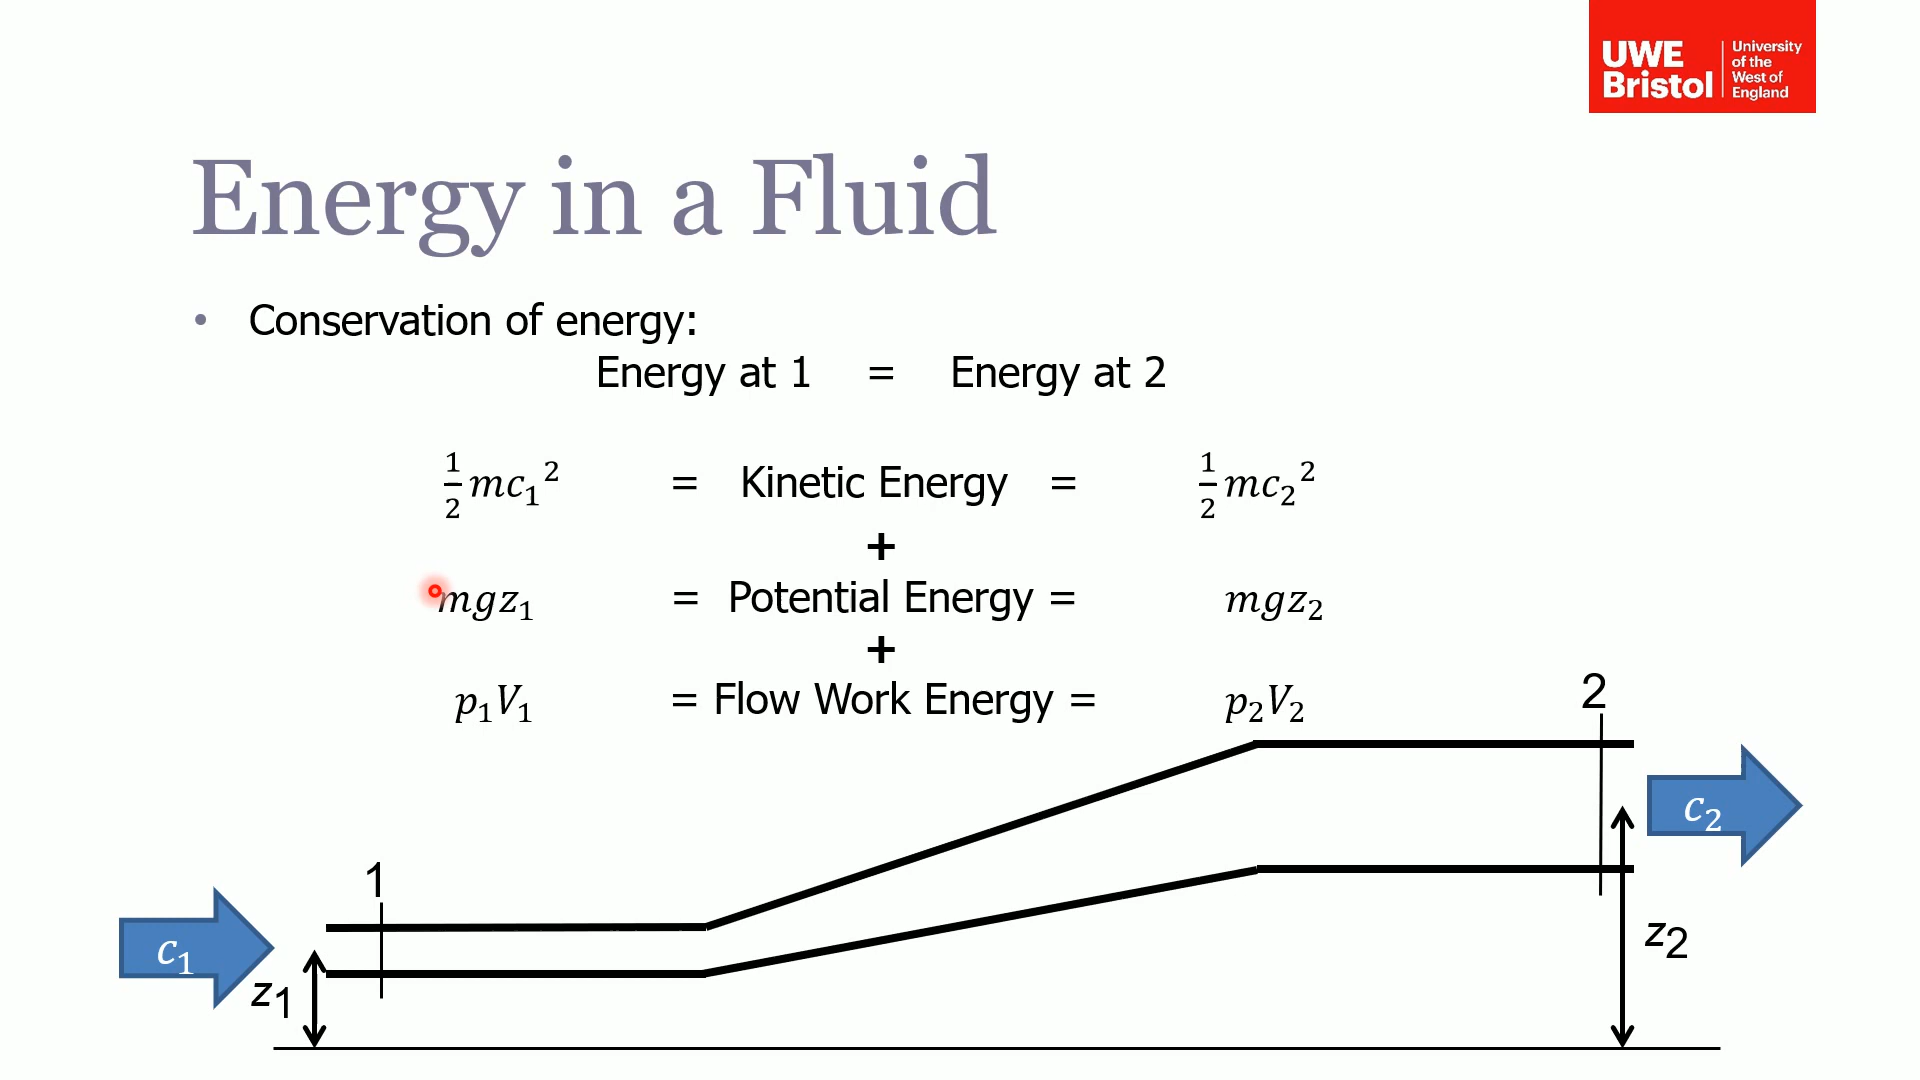 UWE Bristol
University of the West of England
Energy in a Fluid
• Conservation of energy:
Energy at 1 = Energy at 2
½mc₁² = Kinetic Energy = ½mc₂²
+
mgz₁ = Potential Energy = mgz₂
+
p₁V₁ = Flow Work Energy = p₂V₂
2
c₂
1
z2
c₁
z1